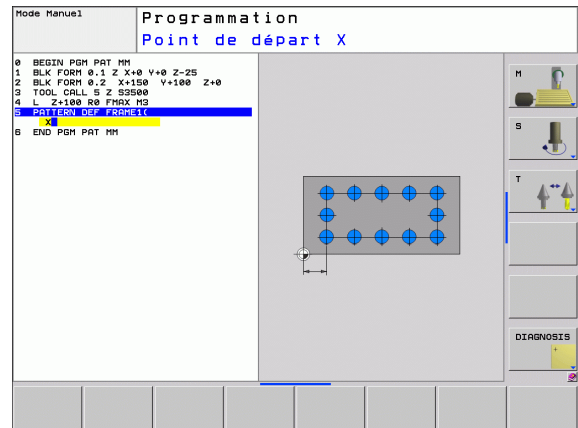 Mode Manuel
Programmation
Point de départ X
0 BEGIN PGM PAT MM
1 BLK FORM 0.1 Z X+0 Y+0 Z-25
2 BLK FORM 0.2 X+150 Y+100 Z+0
3 TOOL CALL 5 Z S3500
4 L Z+100 R0 FMAX M3
5 PATTERN DEF FRAME1(
X
6 END PGM PAT MM
M
S
T
DIAGNOSIS